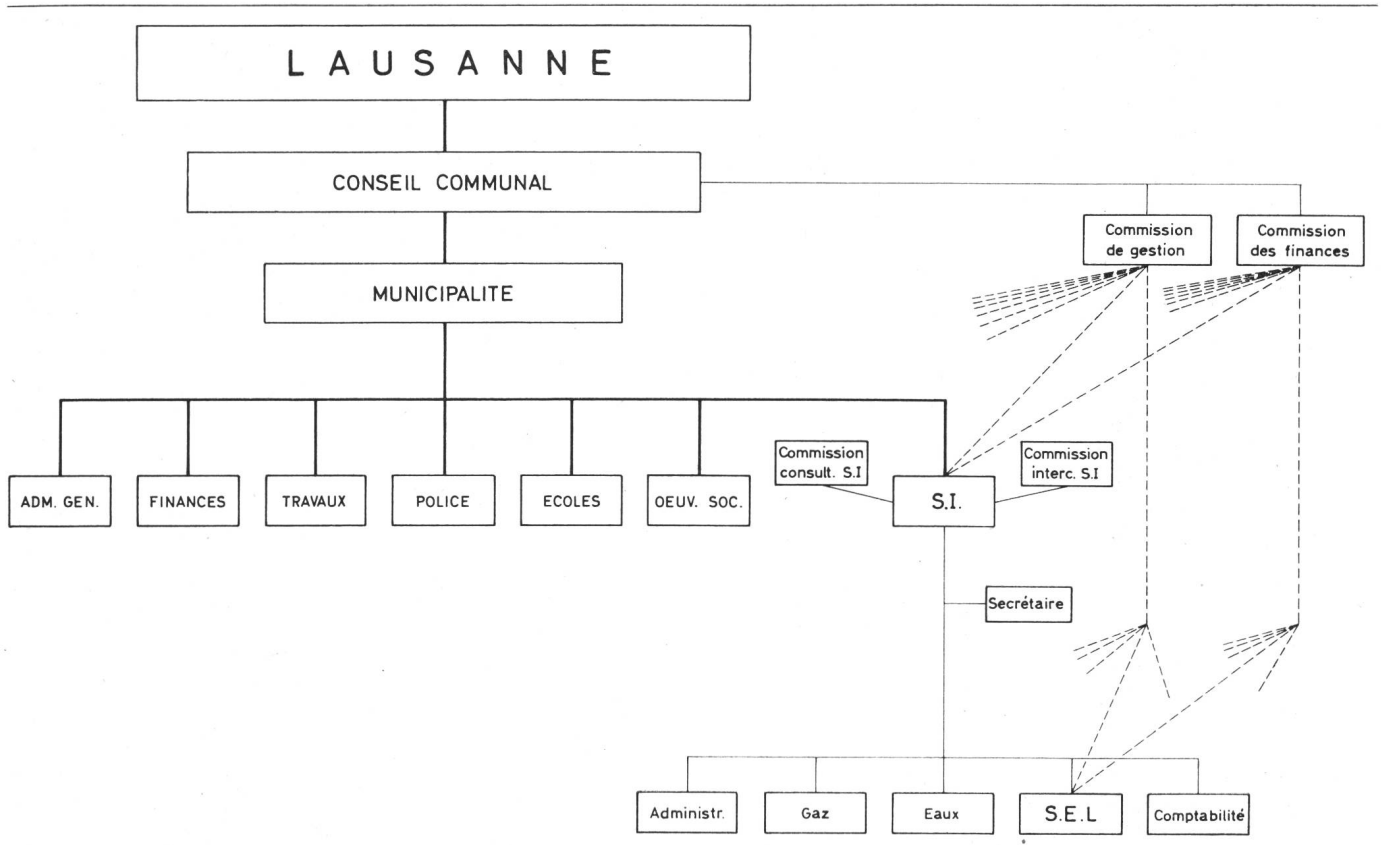 LAUSANNE
CONSEIL COMMUNAL
Commission
de gestion
Commission
des finances
MUNICIPALITE
ADM. GEN.
FINANCES
TRAVAUX
POLICE
ECOLES
OEUV. SOC.
Commission
consult. S.I
S.I.
Commission
interc. S.I
Secrétaire
Administr.
Gaz
Eaux
S.E.L
Comptabilité